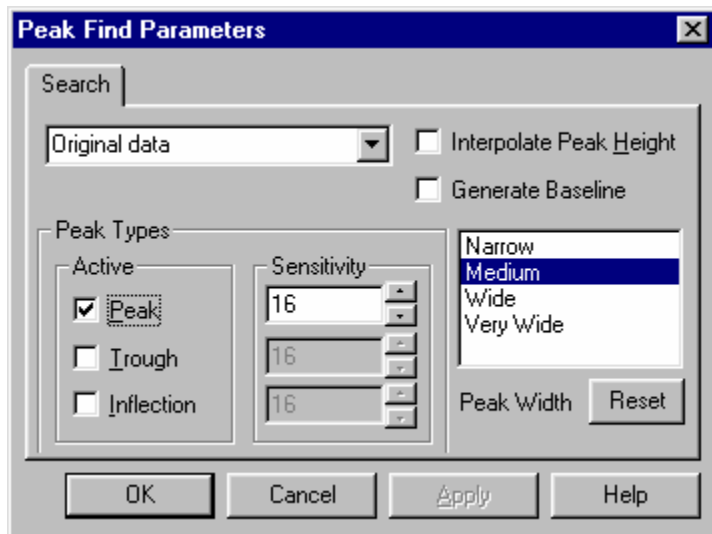 Peak Find Parameters
Search
Original data
Interpolate Peak Height
Generate Baseline
Peak Types
Active
Sensitivity
Peak
16
Trough
16
Inflection
16
Narrow
Medium
Wide
Very Wide
Peak Width
Reset
OK
Cancel
Apply
Help